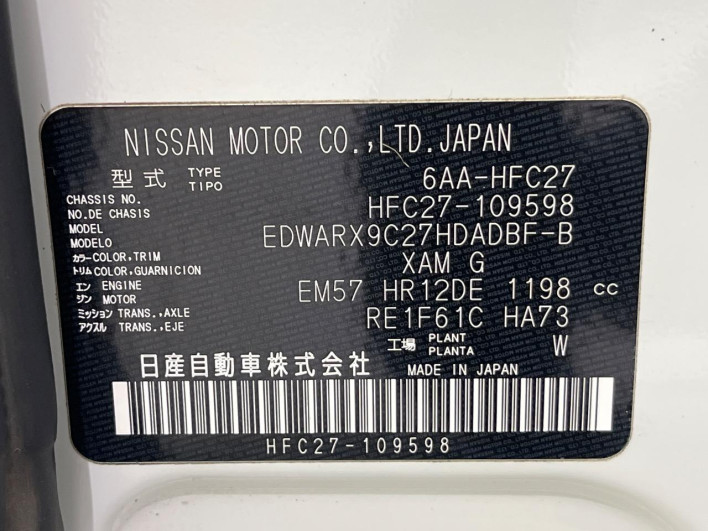 NISSAN MOTOR CO.,LTD.JAPAN
型式 TYPE TIPO 6AA-HFC27
CHASSIS NO. NO.DE CHASIS HFC27-109598
MODEL MODELO EDWARX9C27HDADBF-B
カラー COLOR,TRIM トリム COLOR,GUARNICION XAM G
エンジン ENGINE MOTOR EM57 HR12DE 1198 cc
ミッション TRANS.,AXLE アクスル TRANS.,EJE RE1F61C HA73
工場 PLANT PLANTA W
日産自動車株式会社 MADE IN JAPAN
HFC27-109598